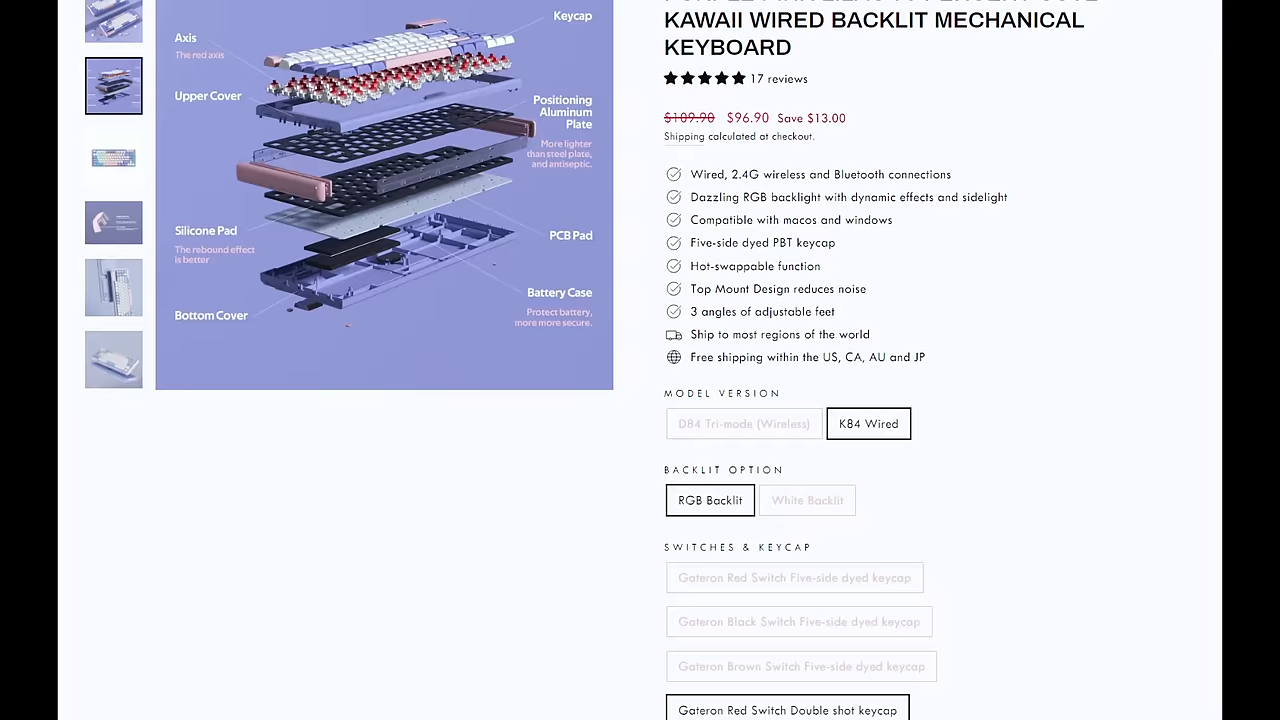 Keycap
Axis
The red axis
Upper Cover
Positioning
Aluminum
Plate
More lighter
than steel plate,
and antiseptic.
Silicone Pad
The rebound effect
is better
PCB Pad
Battery Case
Protect battery,
more more secure.
Bottom Cover
KAWAII WIRED BACKLIT MECHANICAL
KEYBOARD
17 reviews
$109.90 $96.90 Save $13.00
Shipping calculated at checkout.
Wired, 2.4G wireless and Bluetooth connections
Dazzling RGB backlight with dynamic effects and sidelight
Compatible with macos and windows
Five-side dyed PBT keycap
Hot-swappable function
Top Mount Design reduces noise
3 angles of adjustable feet
Ship to most regions of the world
Free shipping within the US, CA, AU and JP
MODEL VERSION
D84 Tri-mode (Wireless) K84 Wired
BACKLIT OPTION
RGB Backlit White Backlit
SWITCHES & KEYCAP
Gateron Red Switch Five-side dyed keycap
Gateron Black Switch Five-side dyed keycap
Gateron Brown Switch Five-side dyed keycap
Gateron Red Switch Double shot keycap